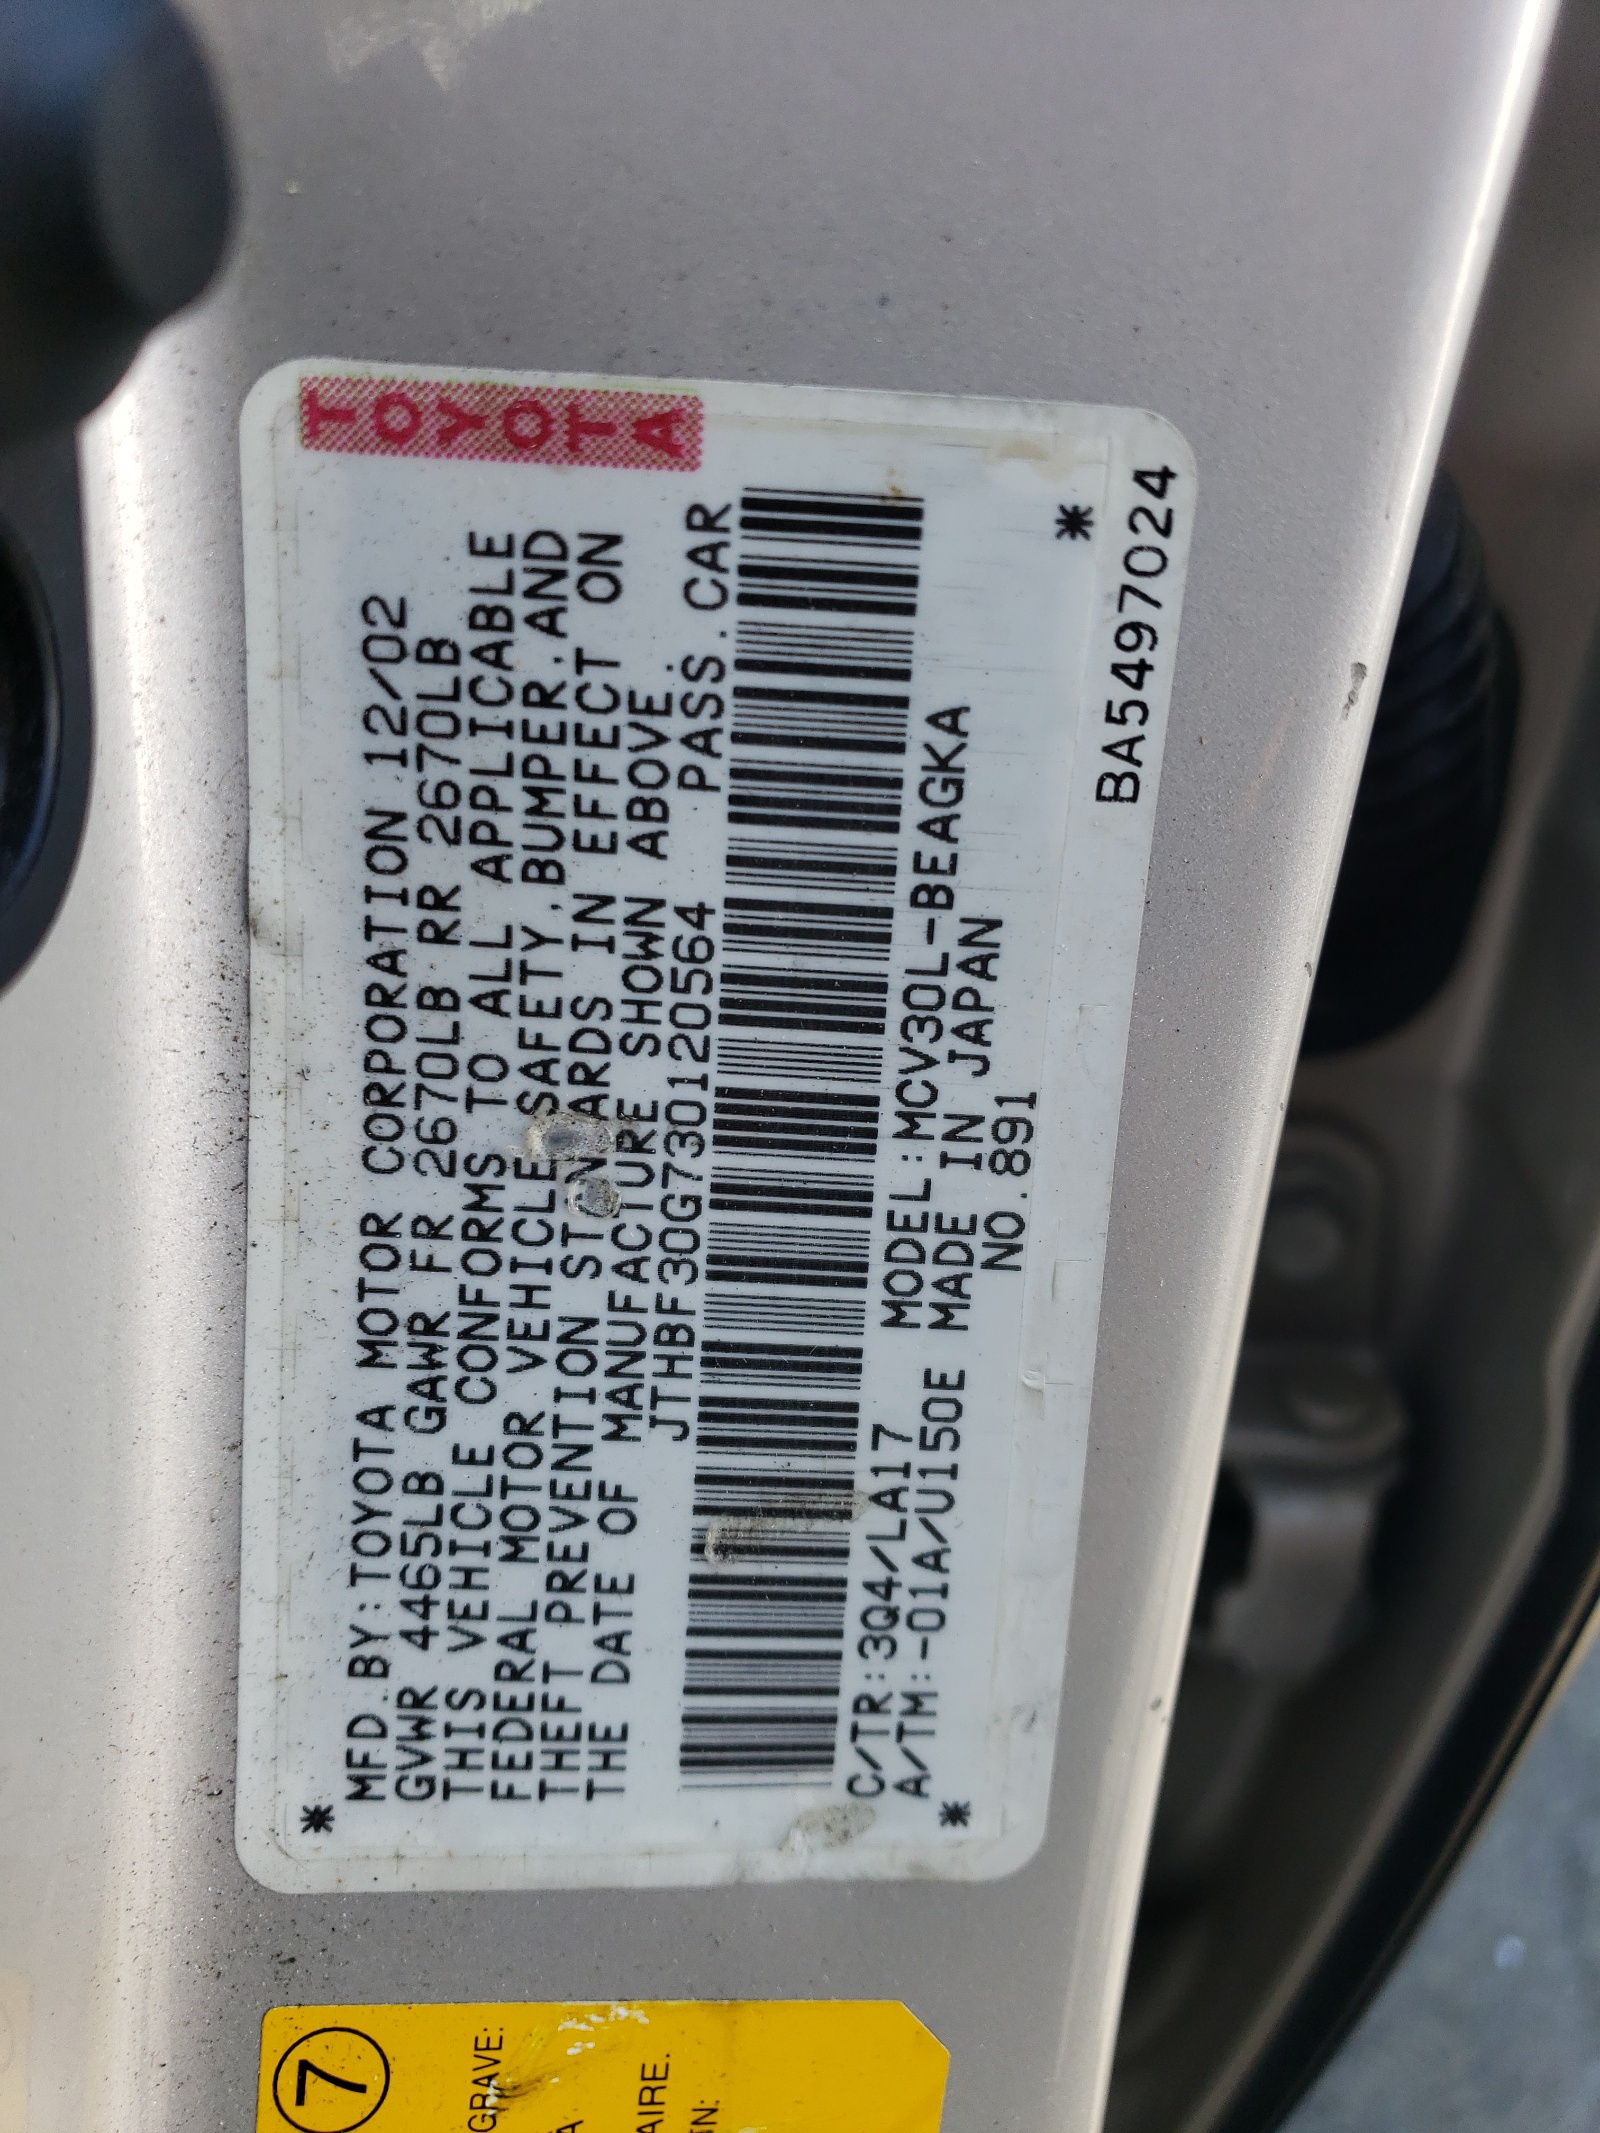 TOYOTA
MFD.BY:TOYOTA MOTOR CORPORATION 12/02
GVWR 4465LB GAWR FR 2670LB RR 2670LB
THIS VEHICLE CONFORMS TO ALL APPLICABLE
FEDERAL MOTOR VEHICLE SAFETY,BUMPER,AND
THEFT PREVENTION STANDARDS IN EFFECT ON
THE DATE OF MANUFACTURE SHOWN ABOVE.
JTHBF30G730120564 PASS.CAR
C/TR:3Q4/LA17 MODEL:MCV30L-BEAGKA
A/TM:-01A/U150E MADE IN JAPAN
NO.891
BA5497024
7
GRAVE:
AIRE.